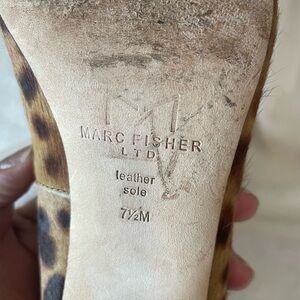 MARC FISHER
LTD
leather
sole
7½M